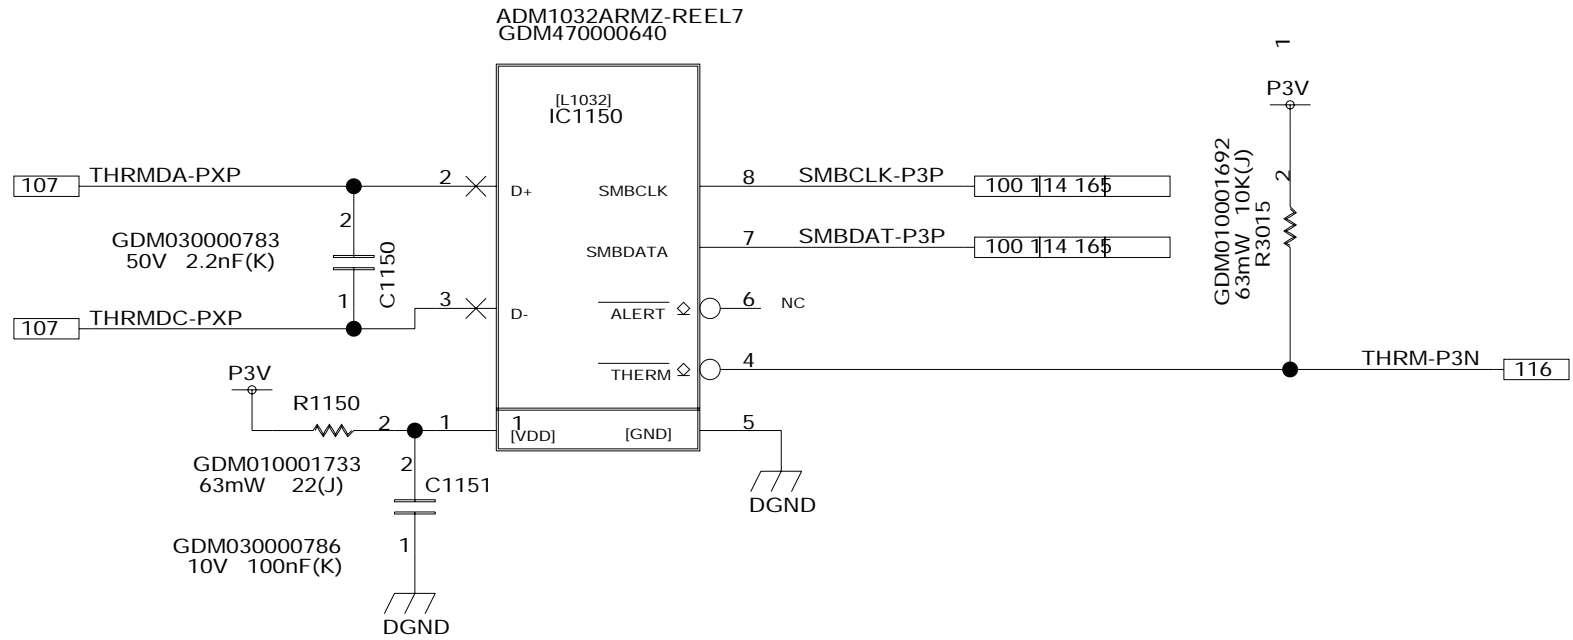 ADM1032ARMZ-REEL7
GDM470000640
[L1032]
IC1150
107
THRMDA-PXP
2
D+
SMBCLK
8
SMBCLK-P3P
100 114 165
2
GDM030000783
50V 2.2nF(K)
1
C1150
SMBDATA
7
SMBDAT-P3P
100 114 165
107
THRMDC-PXP
3
D-
ALERT
6
NC
THERM
4
THRM-P3N
116
1
P3V
2
GDM010001692
63mW 10K(J)
R3015
P3V
R1150
2
1
1
[VDD]
[GND]
5
DGND
GDM010001733
63mW 22(J)
2
C1151
GDM030000786
10V 100nF(K)
1
DGND